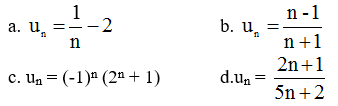 a. uₙ = 1/n − 2 b. uₙ = (n - 1)/(n + 1)
c. uₙ = (-1)ⁿ (2ⁿ + 1) d.uₙ = (2n+1)/(5n+2)